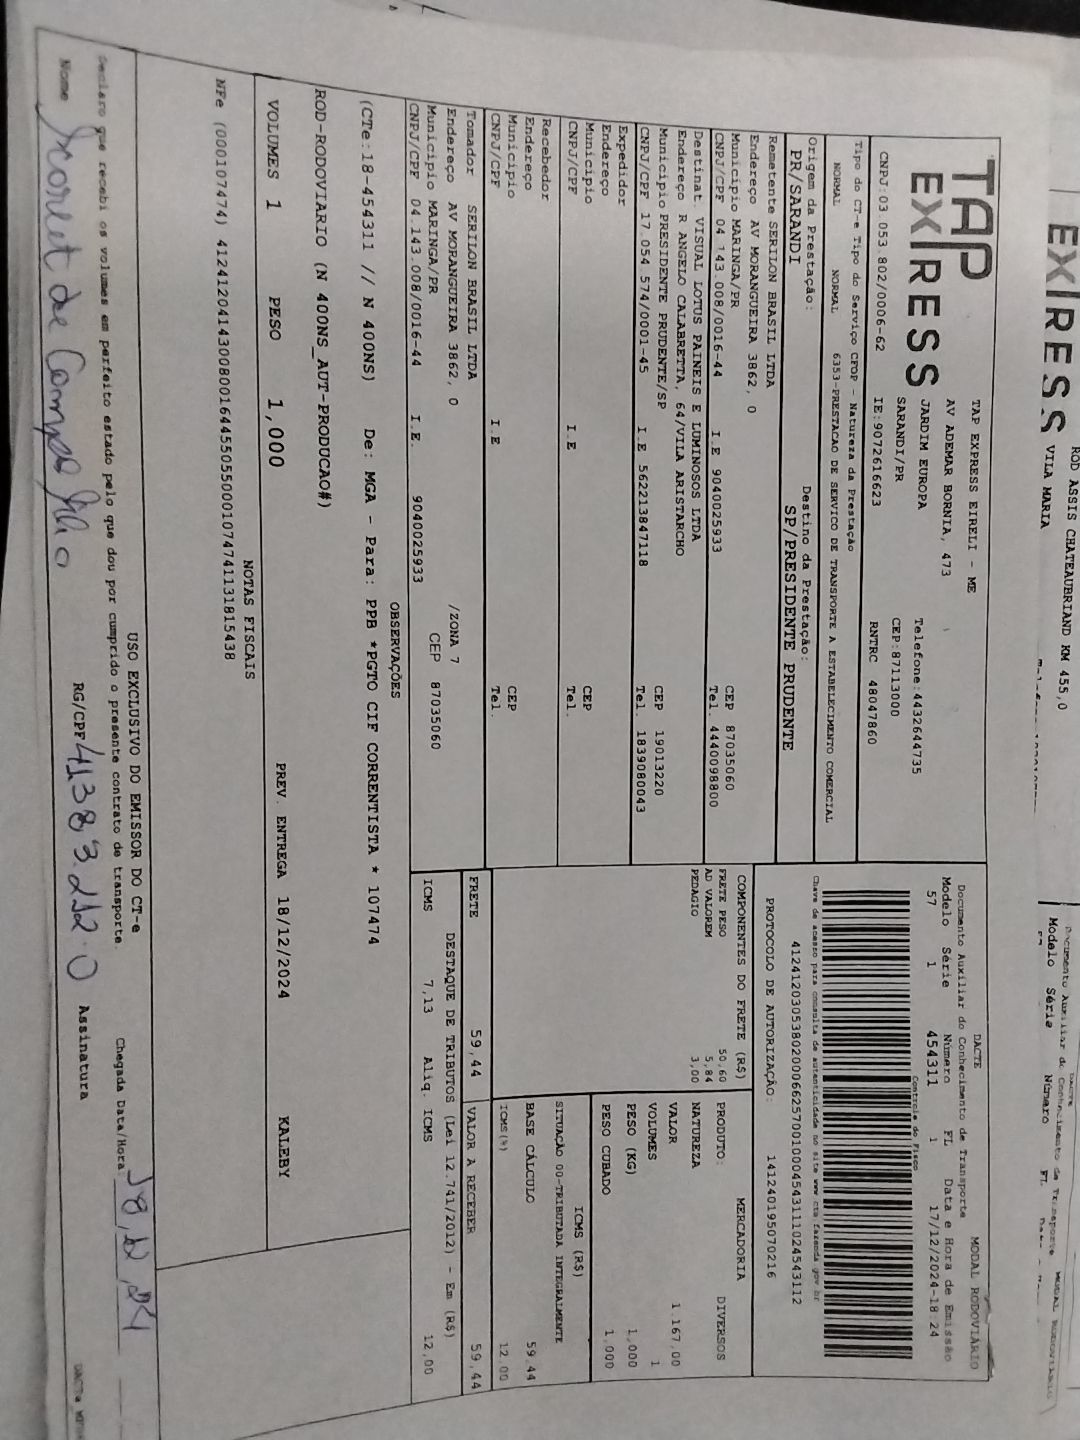 EXPRESS
ROD ASSIS CHATEAUBRIAND KM 455,0
VILA MARIA
Modelo Série Número FL
TAP EXPRESS
TAP EXPRESS EIRELI - ME
AV ADEMAR BORNIA, 473
JARDIM EUROPA
SARANDI/PR
Telefone:4432644735
CEP:87113000
CNPJ:03 053 802/0006-62 IE:9072616623 RNTRC 48047860
Tipo do CT-e Tipo do Serviço CFOP - Natureza da Prestação
NORMAL NORMAL 6353-PRESTACAO DE SERVICO DE TRANSPORTE A ESTABELECIMENTO COMERCIAL
Origem da Prestação: Destino da Prestação:
PR/SARANDI SP/PRESIDENTE PRUDENTE
DACTE MODAL RODOVIÁRIO
Documento Auxiliar do Conhecimento de Transporte
Modelo Série Número FL Data e Hora de Emissão
57 1 454311 1 17/12/2024-18:24
Controle do Fisco
Chave de acesso para consulta de autenticidade no site www cte fazenda gov br
41241203053802000662570010004543111024543112
PROTOCOLO DE AUTORIZAÇÃO: 141240195070216
Remetente SERILON BRASIL LTDA
Endereço AV MORANGUEIRA 3862, 0
Município MARINGA/PR CEP 87035060
CNPJ/CPF 04 143.008/0016-44 I.E 9040025933 Tel. 4440098800
Destinat. VISUAL LOTUS PAINEIS E LUMINOSOS LTDA
Endereço R ANGELO CALABRETTA, 64/VILA ARISTARCHO
Município PRESIDENTE PRUDENTE/SP CEP 19013220
CNPJ/CPF 17 054 574/0001-45 I.E 562213847118 Tel. 1839080043
Expedidor
Endereço
Município CEP
CNPJ/CPF I.E Tel.
Recebedor
Endereço
Município CEP
CNPJ/CPF I.E Tel.
Tomador SERILON BRASIL LTDA
Endereço AV MORANGUEIRA 3862, 0 /ZONA 7
Município MARINGA/PR CEP 87035060
CNPJ/CPF 04.143.008/0016-44 I.E. 9040025933
COMPONENTES DO FRETE (R$)
FRETE PESO 50,60
AD VALOREM 5,84
PEDAGIO 3,00
FRETE 59,44
MERCADORIA
PRODUTO: DIVERSOS
NATUREZA
VALOR 1.167,00
VOLUMES 1
PESO (KG) 1,000
PESO CUBADO 1.000
ICMS (R$)
SITUAÇÃO 00-TRIBUTADA INTEGRALMENTE
BASE CÁLCULO 59,44
ICMS(%) 12.00
VALOR A RECEBER 59,44
DESTAQUE DE TRIBUTOS (Lei 12.741/2012) - Em (R$)
ICMS 7,13 Aliq. ICMS 12,00
OBSERVAÇÕES
(CTe:18-454311 // N 400NS) De: MGA - Para: PPB *PGTO CIF CORRENTISTA * 107474
ROD-RODOVIARIO (N 400NS_AUT-PRODUCAO#)
VOLUMES 1 PESO 1,000 PREV. ENTREGA 18/12/2024 KALEBY
NOTAS FISCAIS
NFe (000107474) 41241204143008001644550550001074741131815438
USO EXCLUSIVO DO EMISSOR DO CT-e
Declaro que recebi os volumes em perfeito estado pelo que dou por cumprido o presente contrato de transporte. Chegada Data/Hora 18,12,24
Nome RG/CPF 41383.212.0 Assinatura